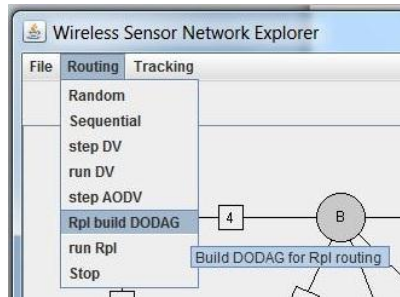 Wireless Sensor Network Explorer
File Routing Tracking
Random
Sequential
step DV
run DV
step AODV
Rpl build DODAG
run Rpl
Stop
4
B
Build DODAG for Rpl routing